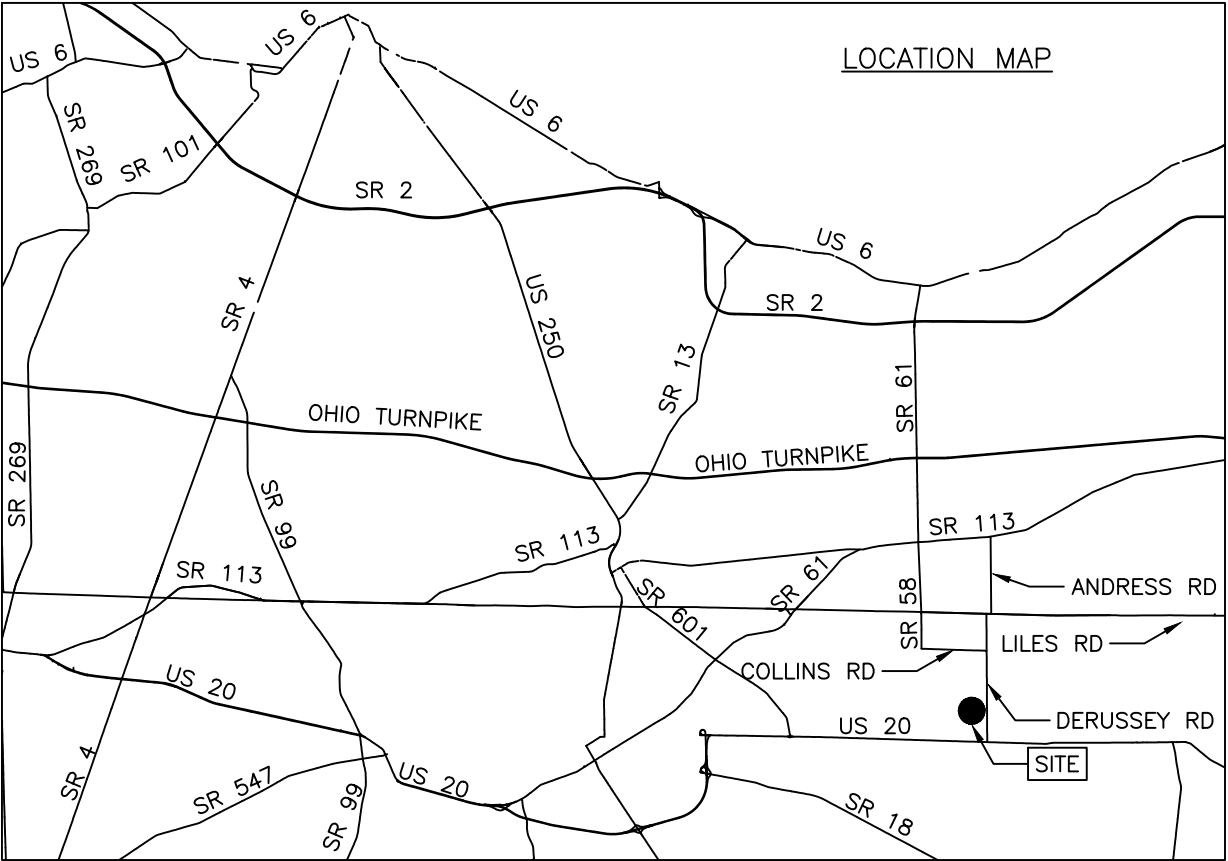 US 6
LOCATION MAP
US 6
US 6
SR 269
SR 101
SR 2
US 6
SR 4
US 250
SR 2
SR 13
SR 61
OHIO TURNPIKE
OHIO TURNPIKE
SR 269
SR 99
SR 113
SR 113
SR 113
SR 61
SR 58
ANDRESS RD
SR 601
LILES RD
COLLINS RD
US 20
DERUSSEY RD
US 20
SITE
SR 4
SR 547
US 20
SR 99
SR 18